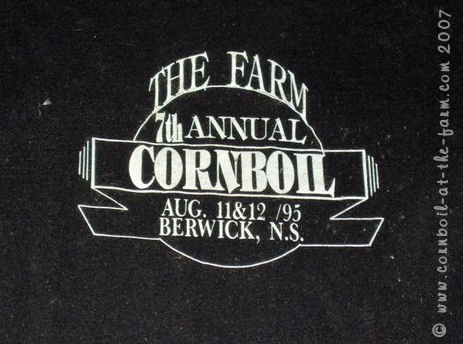 THE FARM
7th ANNUAL
CORNBOIL
AUG. 11&12 /95
BERWICK, N.S.
© www.cornboil-at-the-farm.com 2007